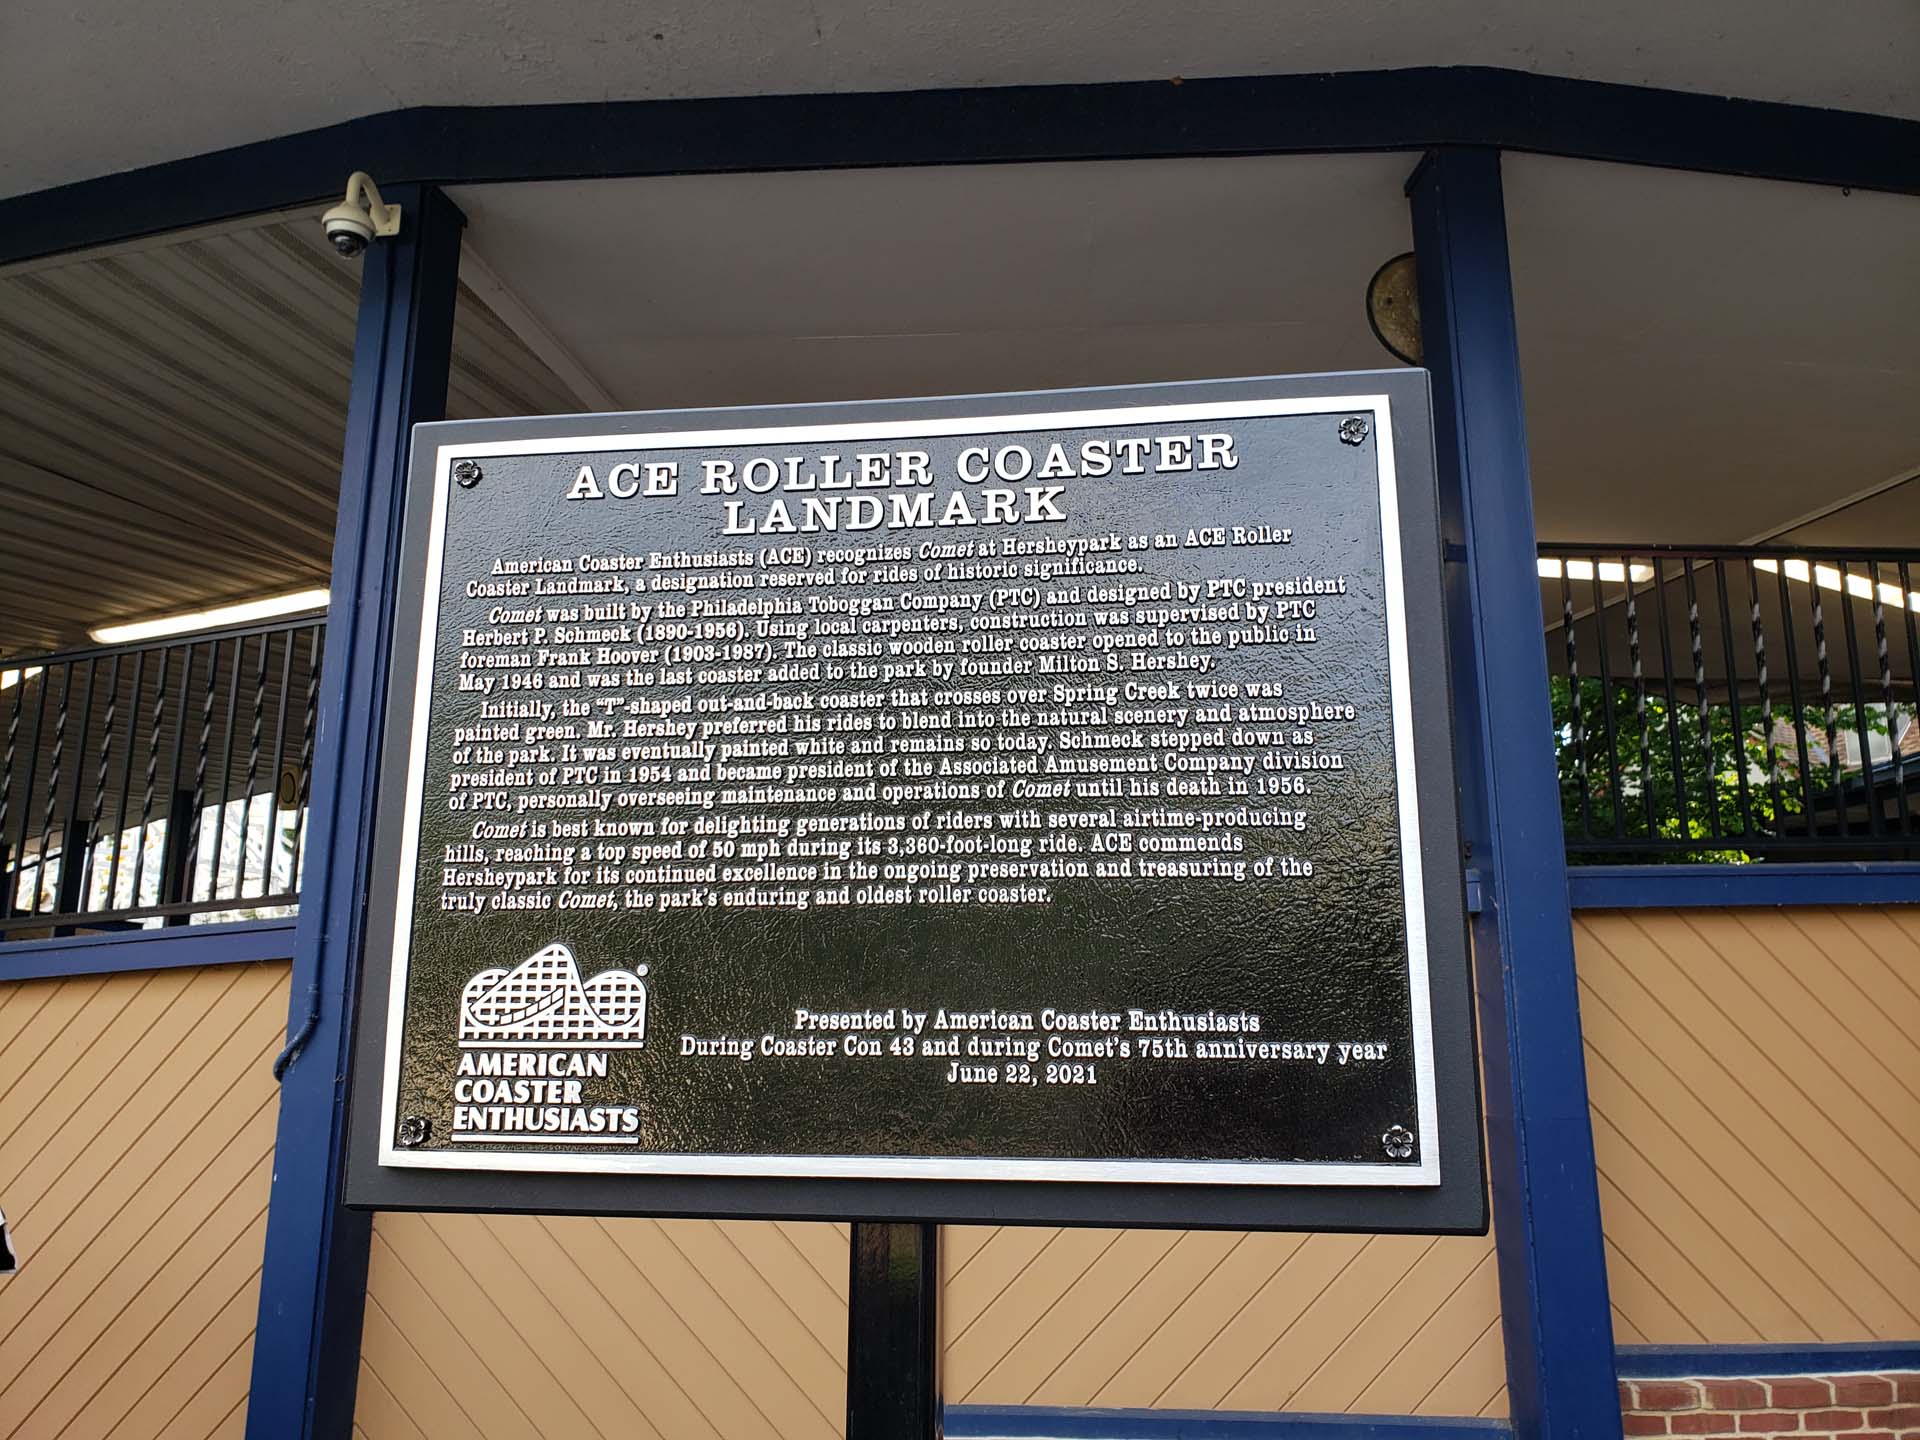 ACE ROLLER COASTER
LANDMARK
American Coaster Enthusiasts (ACE) recognizes Comet at Hersheypark as an ACE Roller
Coaster Landmark, a designation reserved for rides of historic significance.
Comet was built by the Philadelphia Toboggan Company (PTC) and designed by PTC president
Herbert P. Schmeck (1890-1956). Using local carpenters, construction was supervised by PTC
foreman Frank Hoover (1903-1987). The classic wooden roller coaster opened to the public in
May 1946 and was the last coaster added to the park by founder Milton S. Hershey.
Initially, the "T"-shaped out-and-back coaster that crosses over Spring Creek twice was
painted green. Mr. Hershey preferred his rides to blend into the natural scenery and atmosphere
of the park. It was eventually painted white and remains so today. Schmeck stepped down as
president of PTC in 1954 and became president of the Associated Amusement Company division
of PTC, personally overseeing maintenance and operations of Comet until his death in 1956.
Comet is best known for delighting generations of riders with several airtime-producing
hills, reaching a top speed of 50 mph during its 3,360-foot-long ride. ACE commends
Hersheypark for its continued excellence in the ongoing preservation and treasuring of the
truly classic Comet, the park's enduring and oldest roller coaster.
AMERICAN
COASTER
ENTHUSIASTS
Presented by American Coaster Enthusiasts
During Coaster Con 43 and during Comet's 75th anniversary year
June 22, 2021